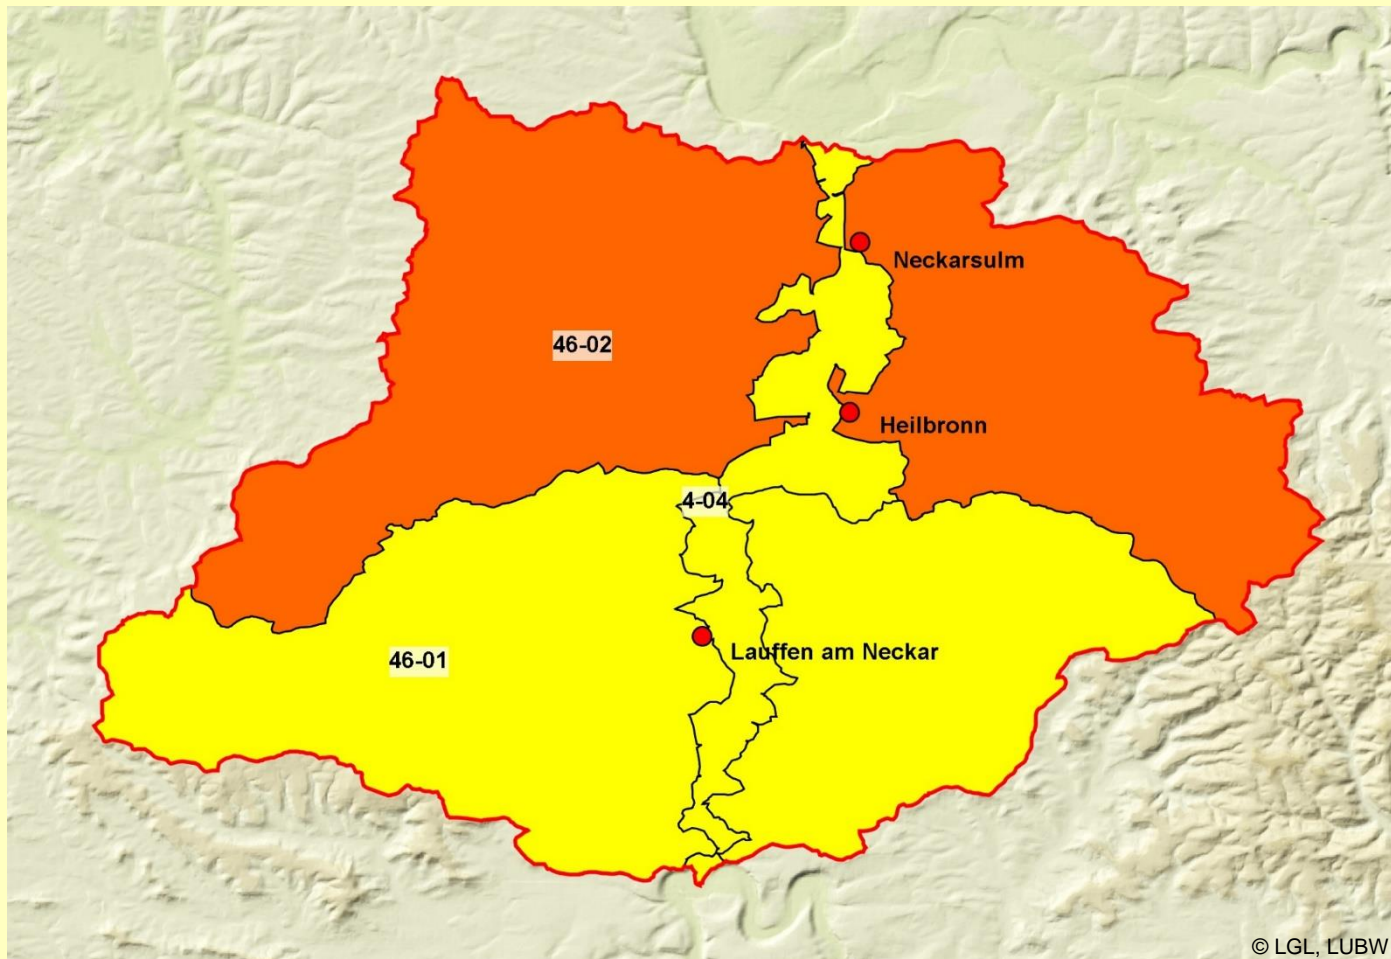 Neckarsulm
46-02
Heilbronn
4-04
Lauffen am Neckar
46-01
© LGL, LUBW